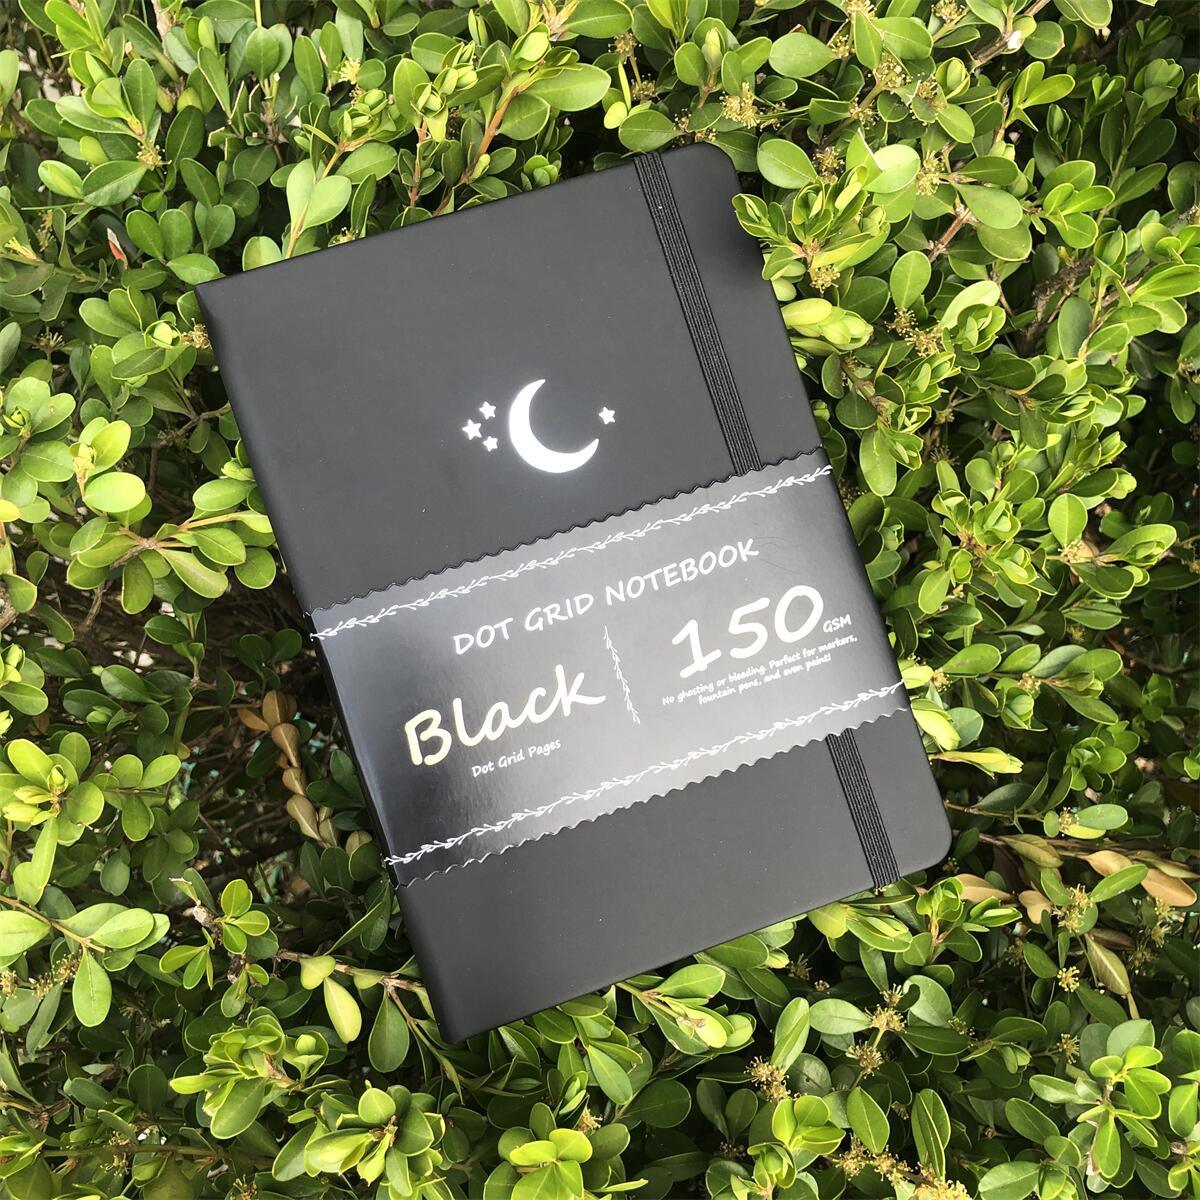 DOT GRID NOTEBOOK
Black
Dot Grid Pages
150 GSM
No ghosting or bleading. Perfect for markers,
fountain pens, and even paint!